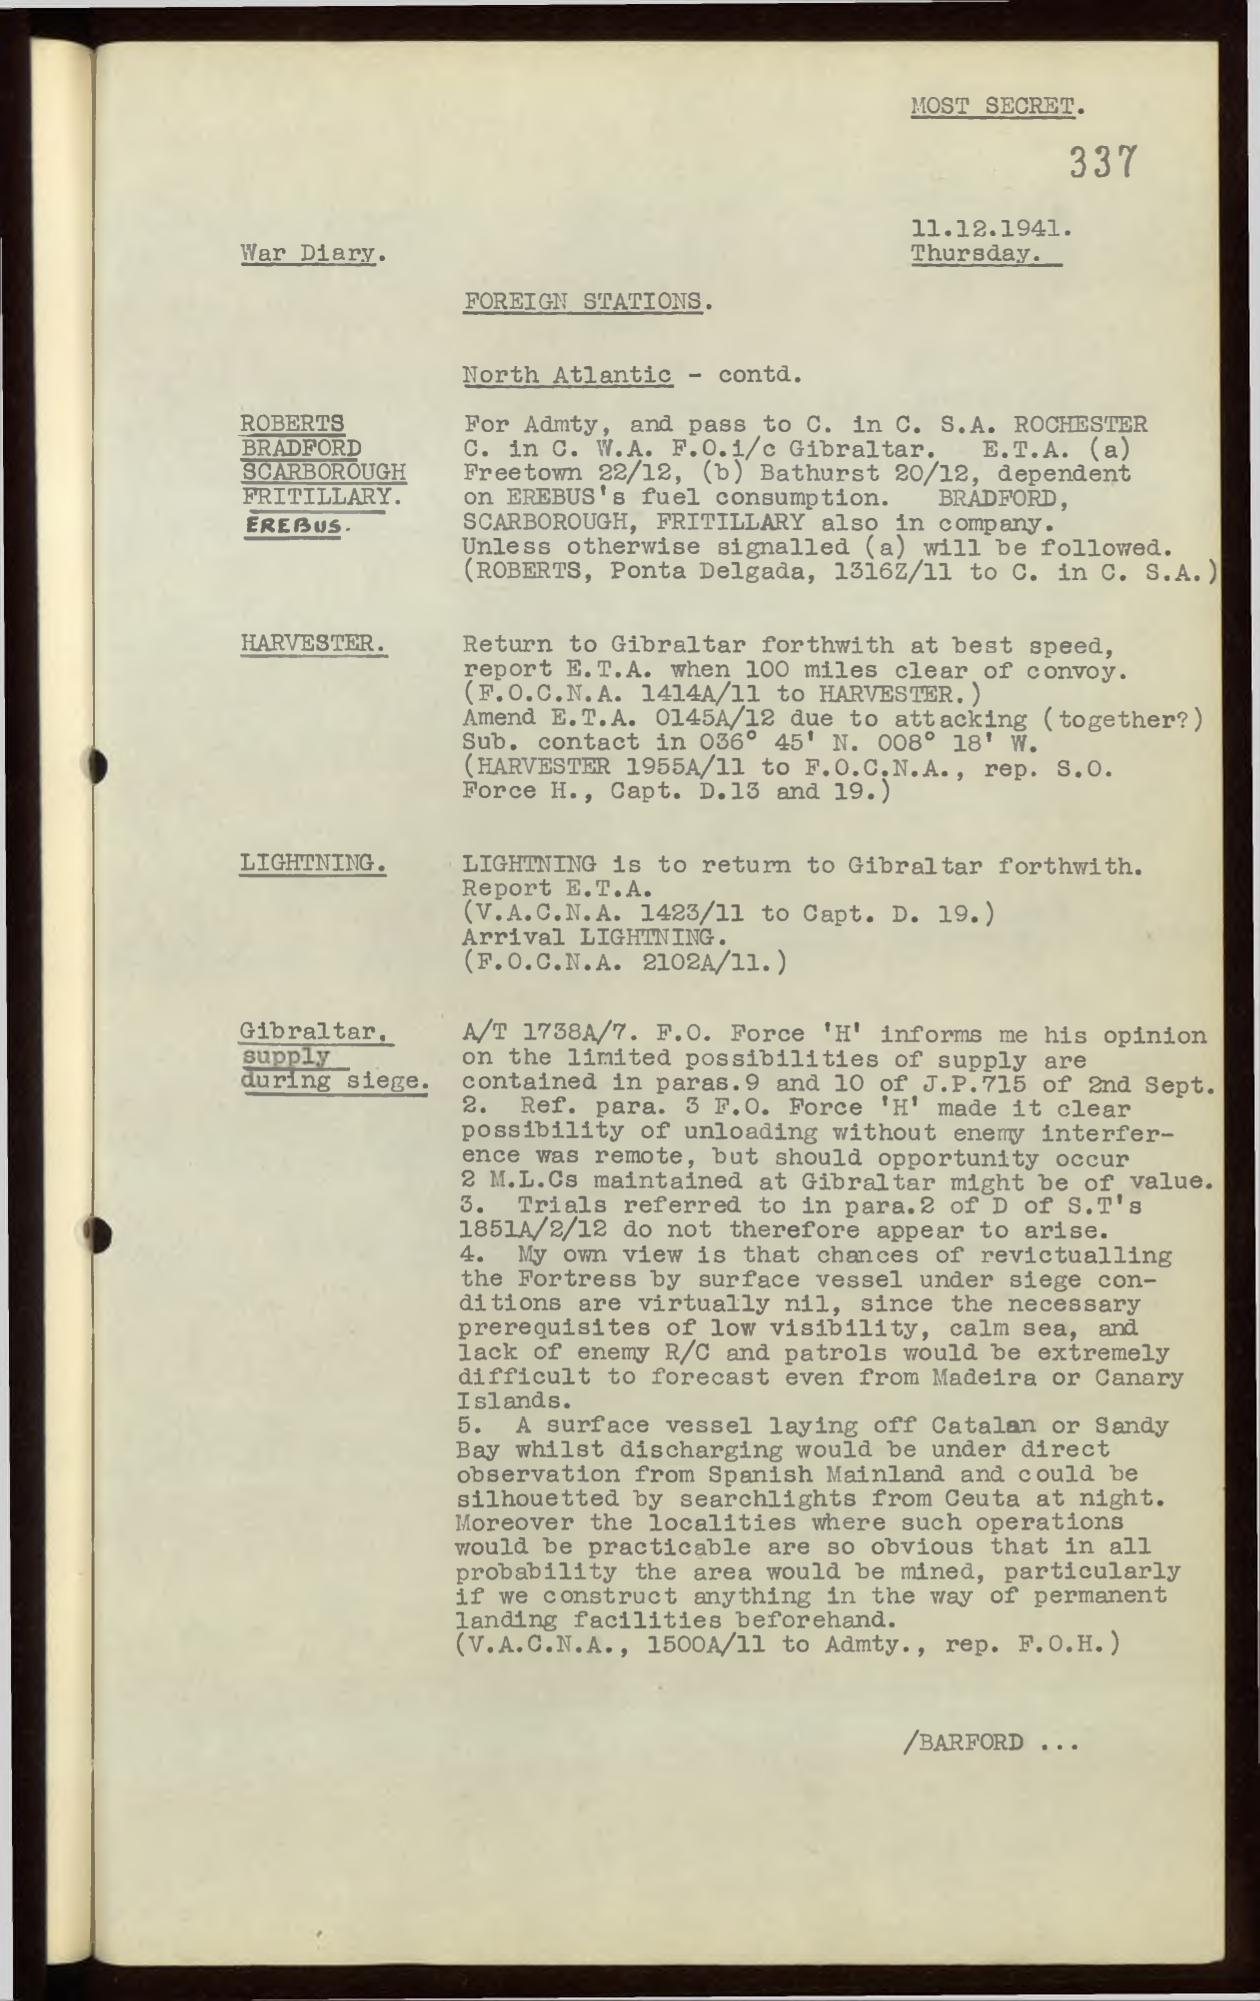 MOST SECRET.
337
11.12.1941.
War Diary.
Thursday.
FOREIGN STATIONS.
North Atlantic - contd.
ROBERTS
BRADFORD
SCARBOROUGH
FRITILLARY.
EREBUS.
For Admty, and pass to C. in C. S.A. ROCHESTER
C. in C. W.A. F.O.i/c Gibraltar. E.T.A. (a)
Freetown 22/12, (b) Bathurst 20/12, dependent
on EREBUS's fuel consumption. BRADFORD,
SCARBOROUGH, FRITILLARY also in company.
Unless otherwise signalled (a) will be followed.
(ROBERTS, Ponta Delgada, 1316Z/11 to C. in C. S.A.)
HARVESTER.
Return to Gibraltar forthwith at best speed,
report E.T.A. when 100 miles clear of convoy.
(F.O.C.N.A. 1414A/11 to HARVESTER.)
Amend E.T.A. 0145A/12 due to attacking (together?)
Sub. contact in 036° 45' N. 008° 18' W.
(HARVESTER 1955A/11 to F.O.C.N.A., rep. S.O.
Force H., Capt. D.13 and 19.)
LIGHTNING.
LIGHTNING is to return to Gibraltar forthwith.
Report E.T.A.
(V.A.C.N.A. 1423/11 to Capt. D. 19.)
Arrival LIGHTNING.
(F.O.C.N.A. 2102A/11.)
Gibraltar,
supply
during siege.
A/T 1738A/7. F.O. Force 'H' informs me his opinion
on the limited possibilities of supply are
contained in paras.9 and 10 of J.P.715 of 2nd Sept.
2. Ref. para. 3 F.O. Force 'H' made it clear
possibility of unloading without enemy interfer-
ence was remote, but should opportunity occur
2 M.L.Cs maintained at Gibraltar might be of value.
3. Trials referred to in para.2 of D of S.T's
1851A/2/12 do not therefore appear to arise.
4. My own view is that chances of revictualling
the Fortress by surface vessel under siege con-
ditions are virtually nil, since the necessary
prerequisites of low visibility, calm sea, and
lack of enemy R/C and patrols would be extremely
difficult to forecast even from Madeira or Canary
Islands.
5. A surface vessel laying off Catalan or Sandy
Bay whilst discharging would be under direct
observation from Spanish Mainland and could be
silhouetted by searchlights from Ceuta at night.
Moreover the localities where such operations
would be practicable are so obvious that in all
probability the area would be mined, particularly
if we construct anything in the way of permanent
landing facilities beforehand.
(V.A.C.N.A., 1500A/11 to Admty., rep. F.O.H.)
/BARFORD ...